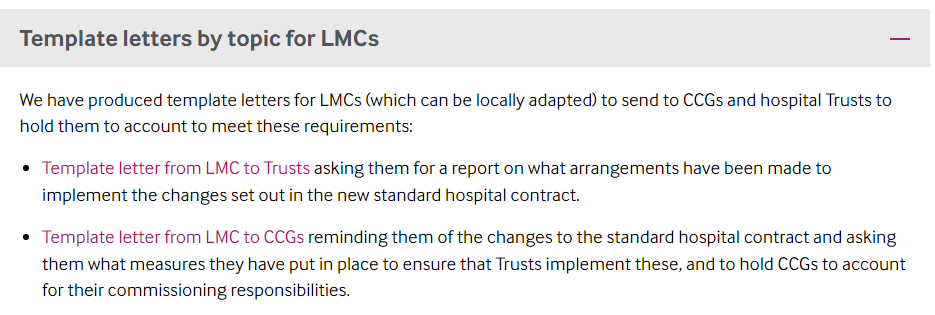 Template letters by topic for LMCs
We have produced template letters for LMCs (which can be locally adapted) to send to CCGs and hospital Trusts to
hold them to account to meet these requirements:
• Template letter from LMC to Trusts asking them for a report on what arrangements have been made to
implement the changes set out in the new standard hospital contract.
• Template letter from LMC to CCGs reminding them of the changes to the standard hospital contract and asking
them what measures they have put in place to ensure that Trusts implement these, and to hold CCGs to account
for their commissioning responsibilities.